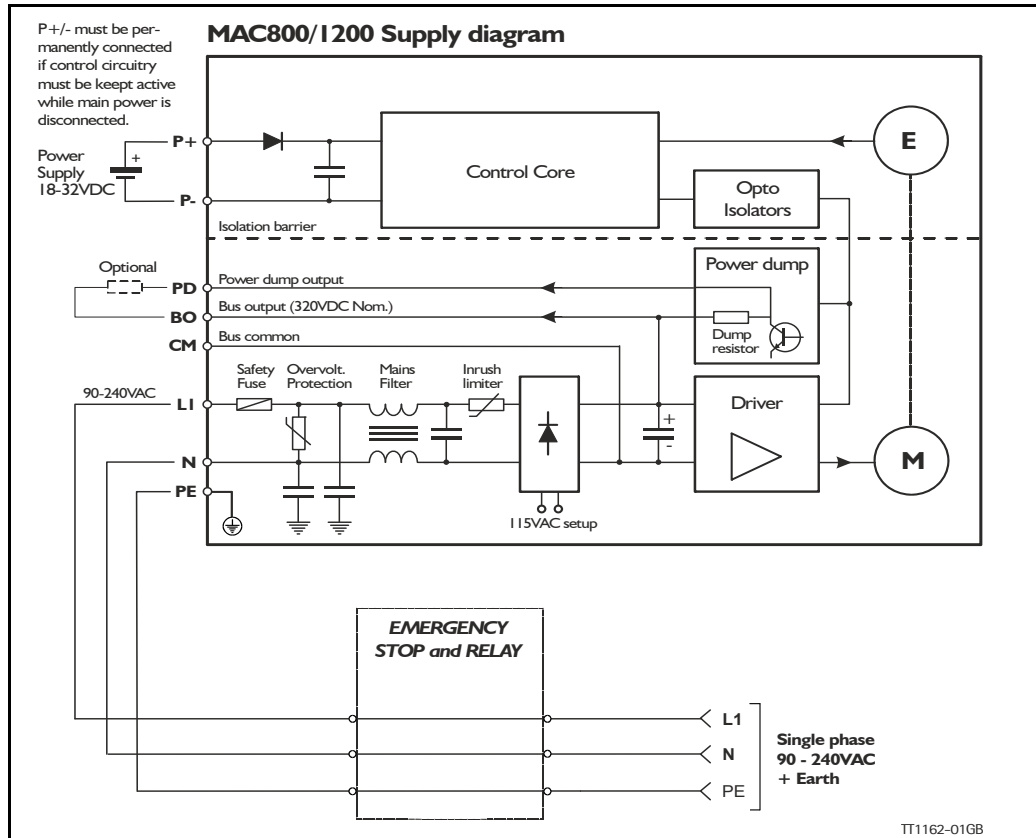 P+/- must be per-
manently connected
if control circuitry
must be keept active
while main power is
disconnected.
MAC800/1200 Supply diagram
P+
Power
Supply
18-32VDC
+
P-
Control Core
E
Opto
Isolators
Isolation barrier
Optional
PD
Power dump output
Power dump
BO
Bus output (320VDC Nom.)
Dump
resistor
CM
Bus common
90-240VAC
L1
Safety
Fuse
Overvolt.
Protection
Mains
Filter
Inrush
limiter
+
-
Driver
N
M
PE
115VAC setup
EMERGENCY
STOP and RELAY
L1
N
PE
Single phase
90 - 240VAC
+ Earth
TT1162-01GB